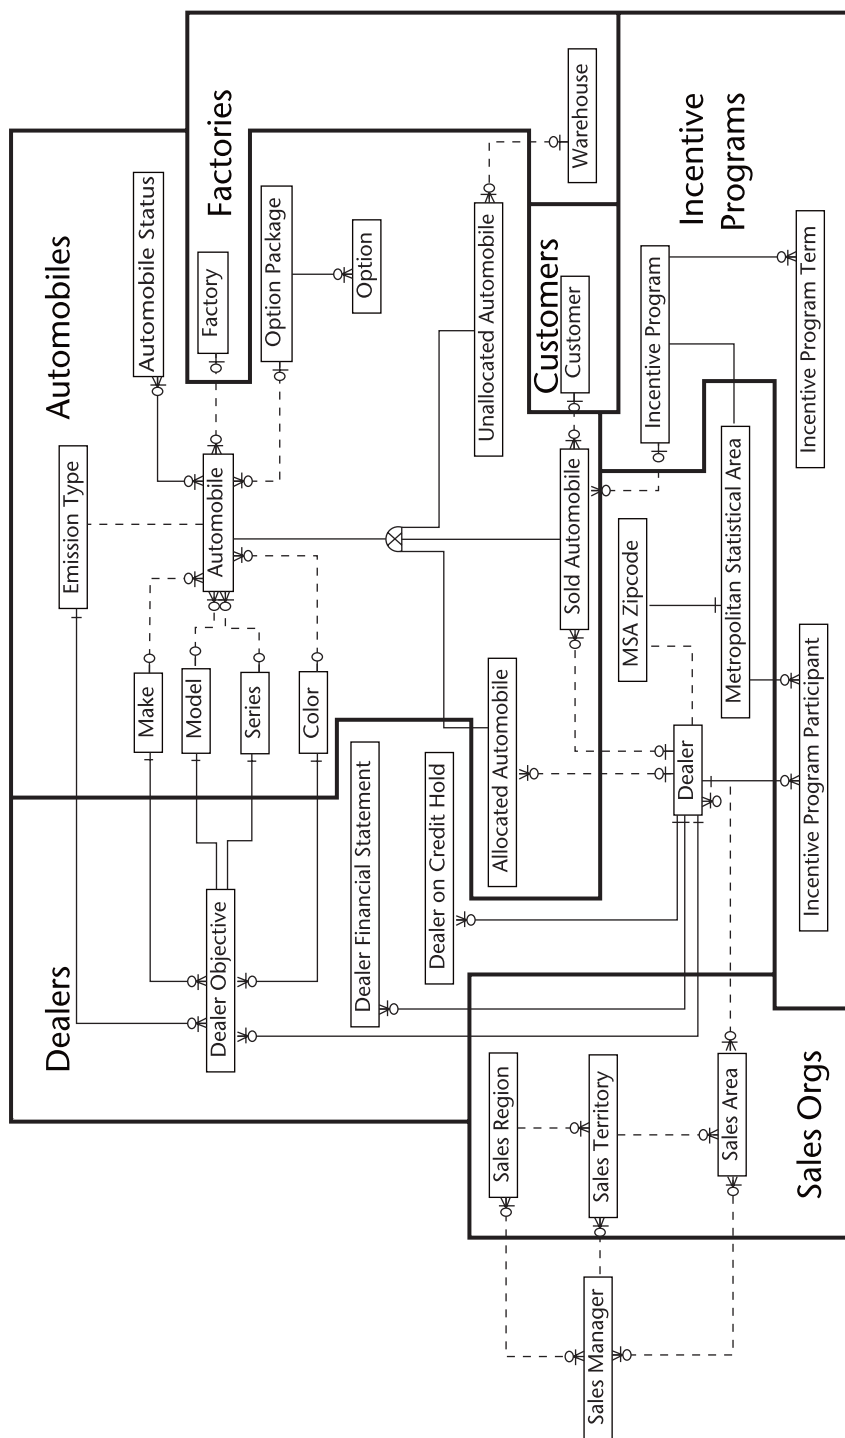 Dealers
Automobiles
Factories
Customers
Incentive
Programs
Sales Orgs
Emission Type
Automobile Status
Make
Model
Series
Color
Automobile
Factory
Option Package
Option
Warehouse
Unallocated Automobile
Sold Automobile
Allocated Automobile
Customer
Incentive Program
Incentive Program Term
Metropolitan Statistical Area
MSA Zipcode
Incentive Program Participant
Dealer
Dealer Objective
Dealer Financial Statement
Dealer on Credit Hold
Sales Region
Sales Territory
Sales Area
Sales Manager